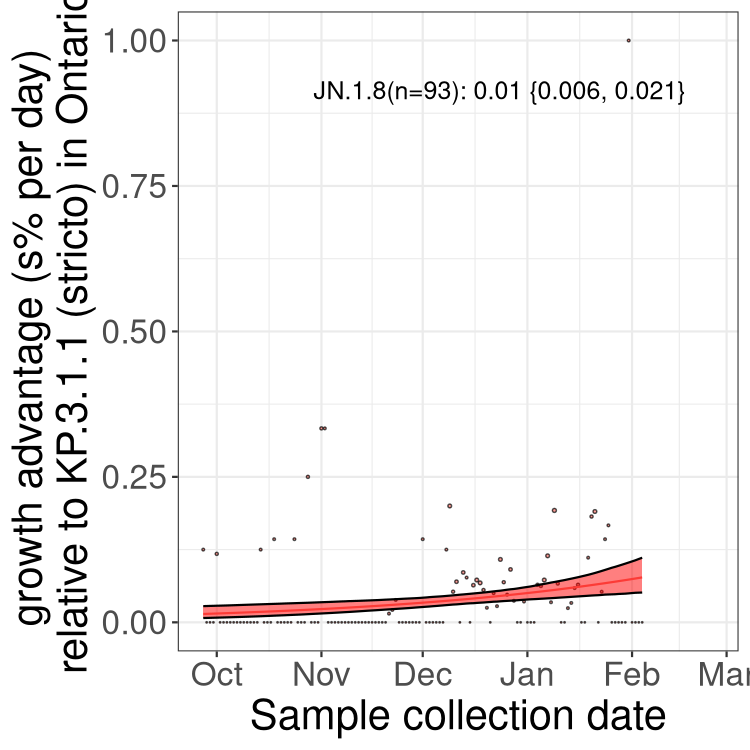 growth advantage (s% per day)
relative to KP.3.1.1 (stricto) in Ontario
1.00
0.75
0.50
0.25
0.00
JN.1.8(n=93): 0.01 {0.006, 0.021}
Oct Nov Dec Jan Feb Mar
Sample collection date